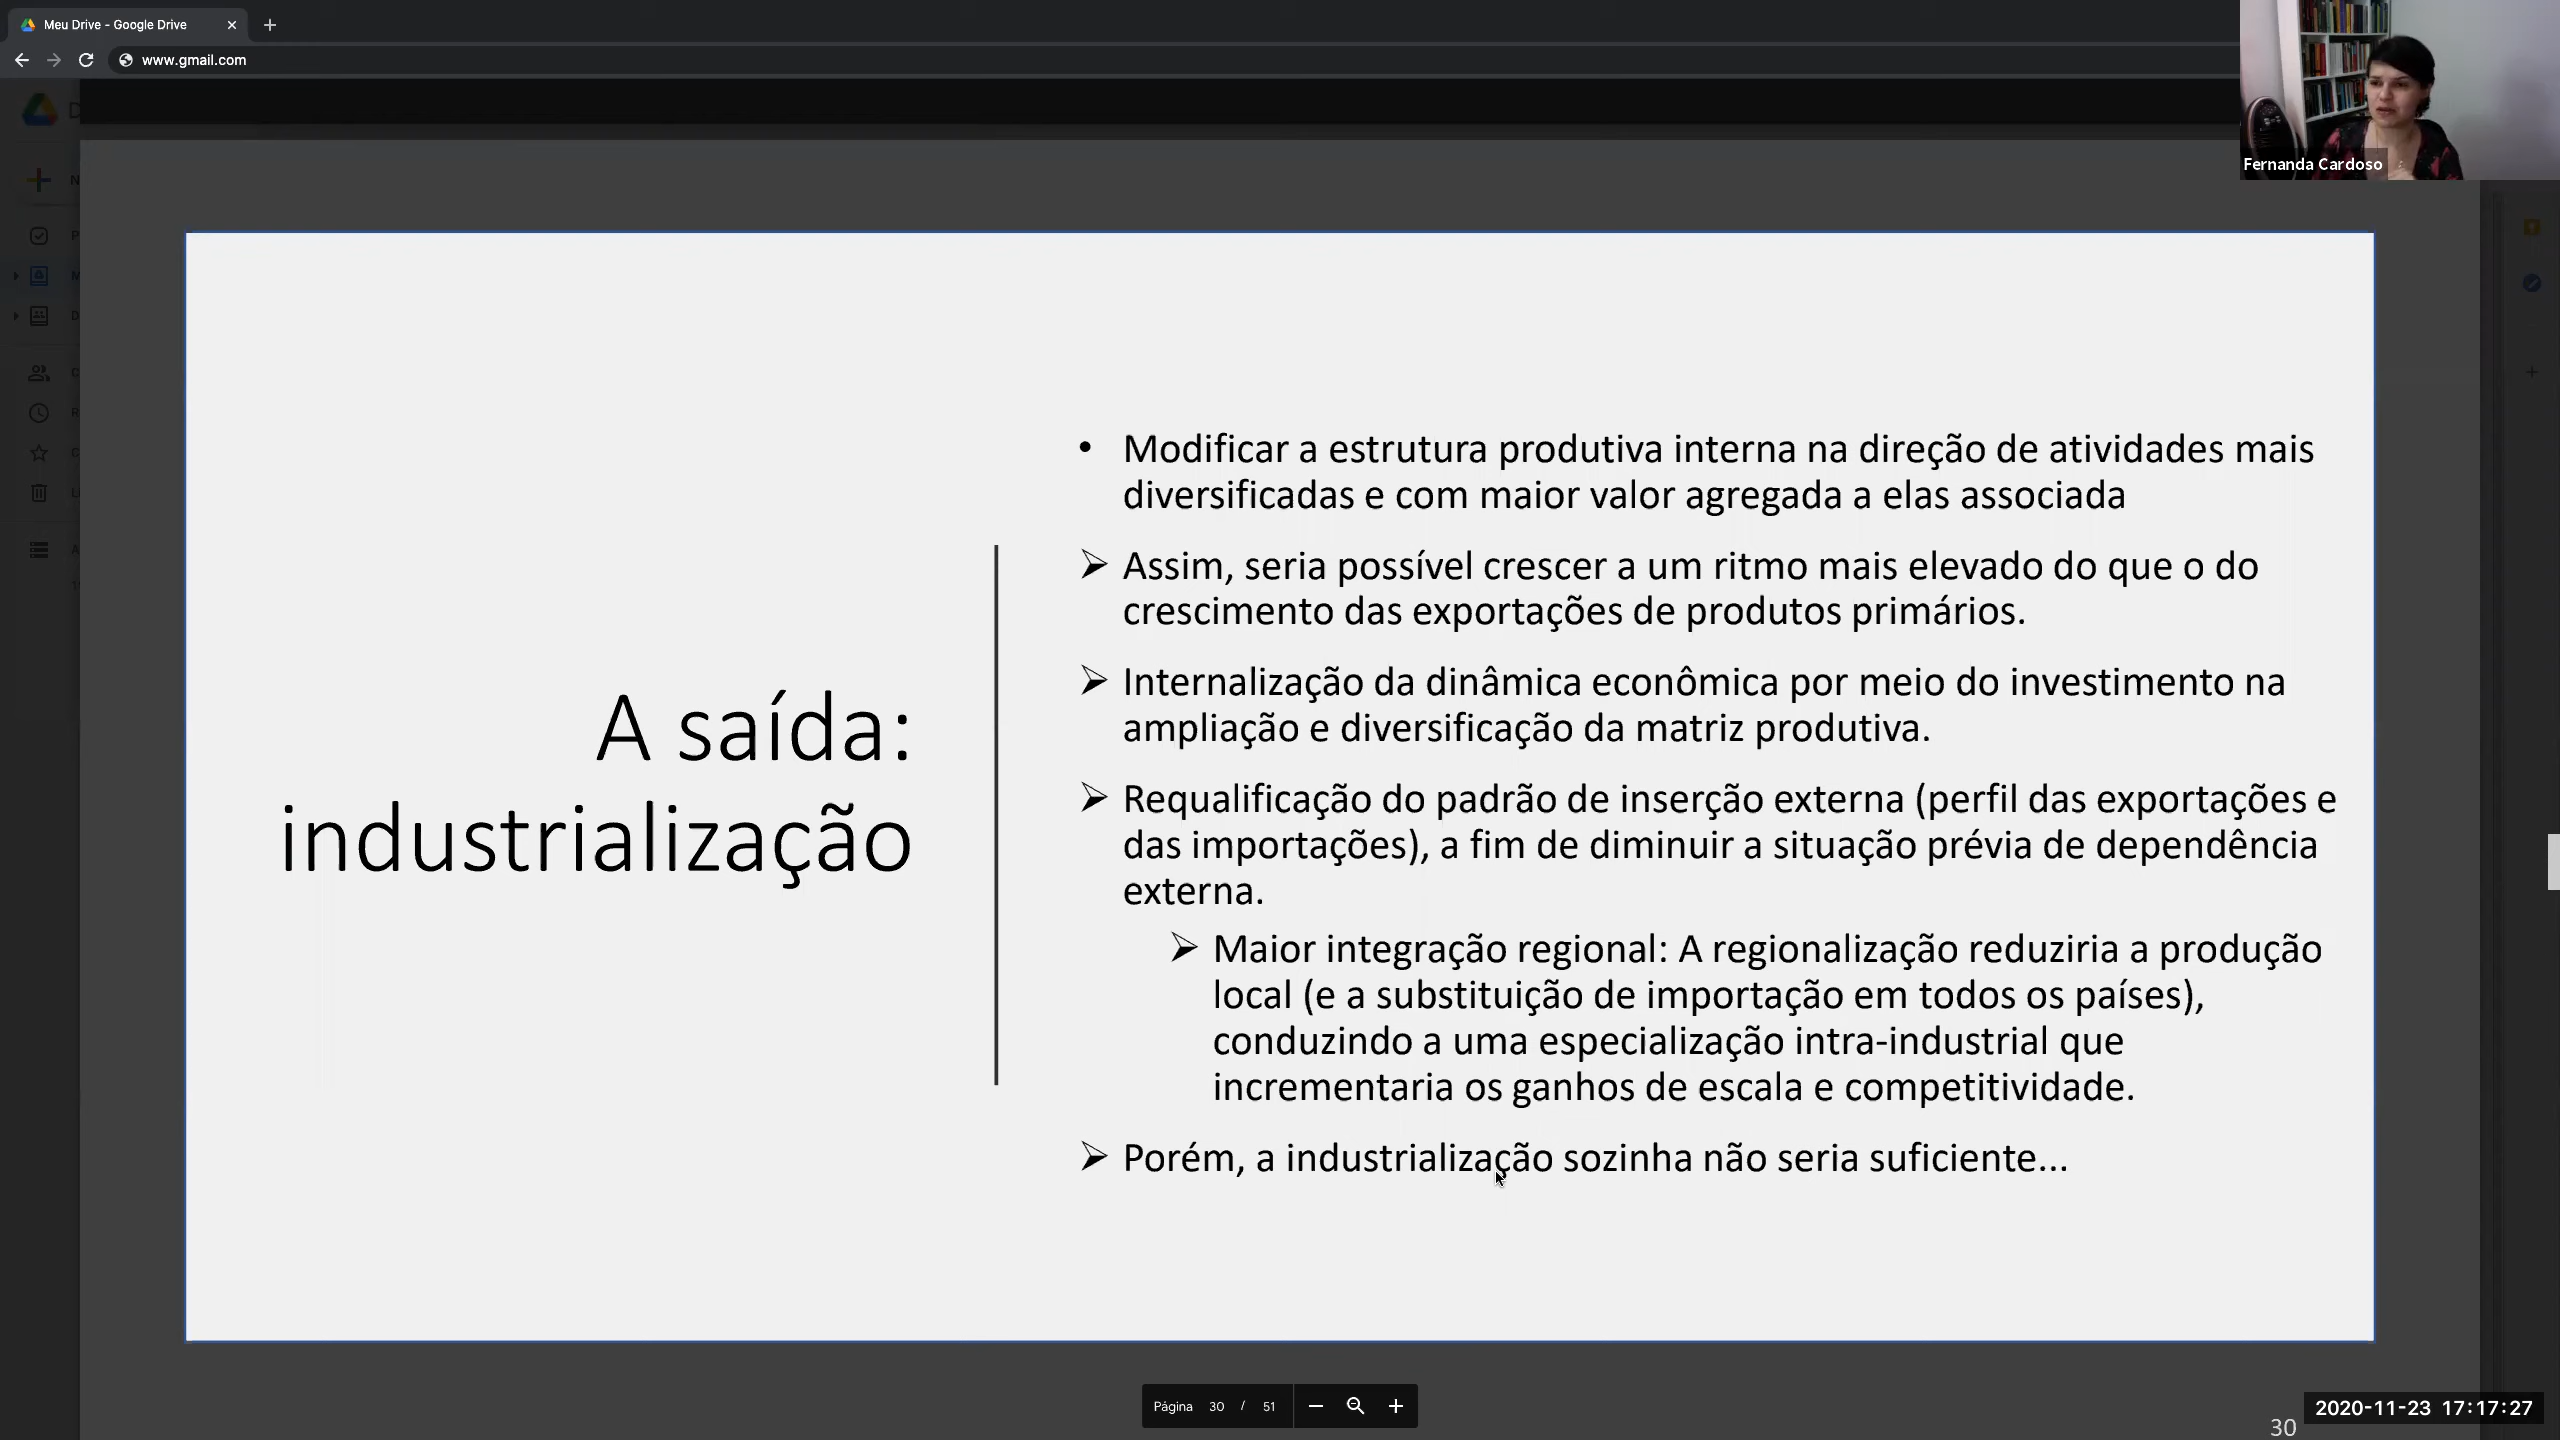 Meu Drive - Google Drive
www.gmail.com
Fernanda Cardoso
A saída:
industrialização
• Modificar a estrutura produtiva interna na direção de atividades mais
diversificadas e com maior valor agregada a elas associada
➢ Assim, seria possível crescer a um ritmo mais elevado do que o do
crescimento das exportações de produtos primários.
➢ Internalização da dinâmica econômica por meio do investimento na
ampliação e diversificação da matriz produtiva.
➢ Requalificação do padrão de inserção externa (perfil das exportações e
das importações), a fim de diminuir a situação prévia de dependência
externa.
➢ Maior integração regional: A regionalização reduziria a produção
local (e a substituição de importação em todos os países),
conduzindo a uma especialização intra-industrial que
incrementaria os ganhos de escala e competitividade.
➢ Porém, a industrialização sozinha não seria suficiente...
Página 30 / 51
30
2020-11-23 17:17:27